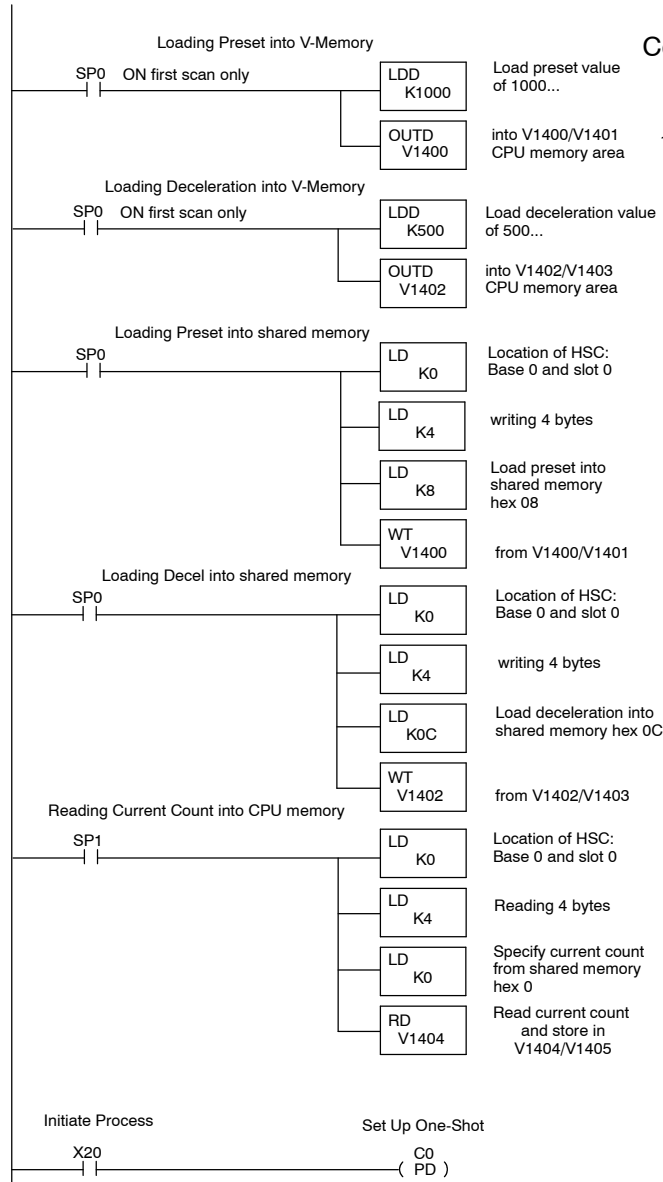 Loading Preset into V-Memory
SP0 ON first scan only
LDD
K1000
Load preset value
of 1000...
OUTD
V1400
into V1400/V1401
CPU memory area
Loading Deceleration into V-Memory
SP0 ON first scan only
LDD
K500
Load deceleration value
of 500...
OUTD
V1402
into V1402/V1403
CPU memory area
Loading Preset into shared memory
SP0
LD
K0
Location of HSC:
Base 0 and slot 0
LD
K4
writing 4 bytes
LD
K8
Load preset into
shared memory
hex 08
WT
V1400
from V1400/V1401
Loading Decel into shared memory
SP0
LD
K0
Location of HSC:
Base 0 and slot 0
LD
K4
writing 4 bytes
LD
K0C
Load deceleration into
shared memory hex 0C
WT
V1402
from V1402/V1403
Reading Current Count into CPU memory
SP1
LD
K0
Location of HSC:
Base 0 and slot 0
LD
K4
Reading 4 bytes
LD
K0
Specify current count
from shared memory
hex 0
RD
V1404
Read current count
and store in
V1404/V1405
Initiate Process
Set Up One-Shot
X20
C0
( PD )